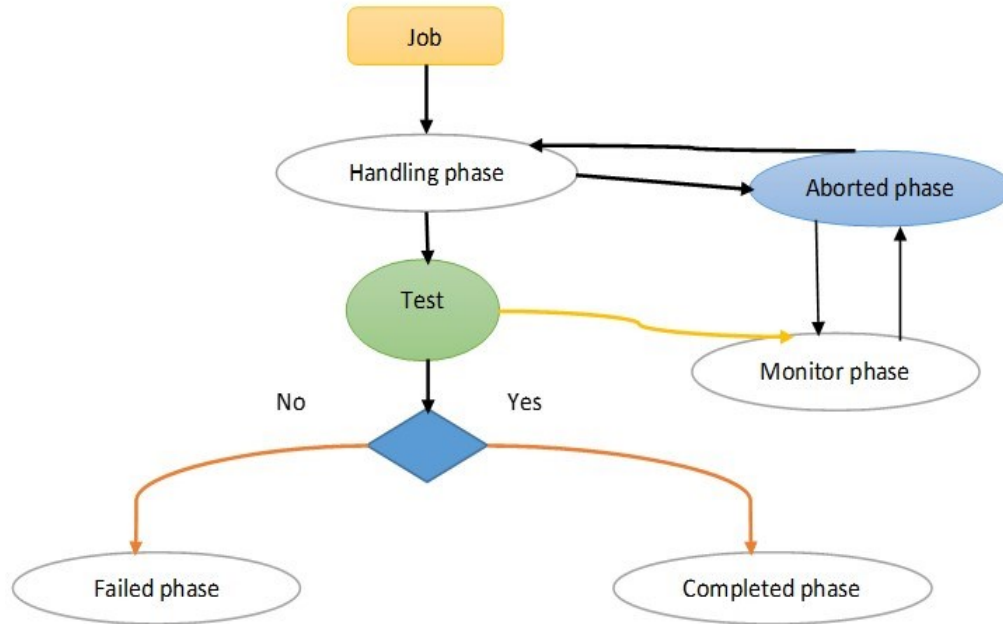 Job
Handling phase
Aborted phase
Test
Monitor phase
No
Yes
Failed phase
Completed phase